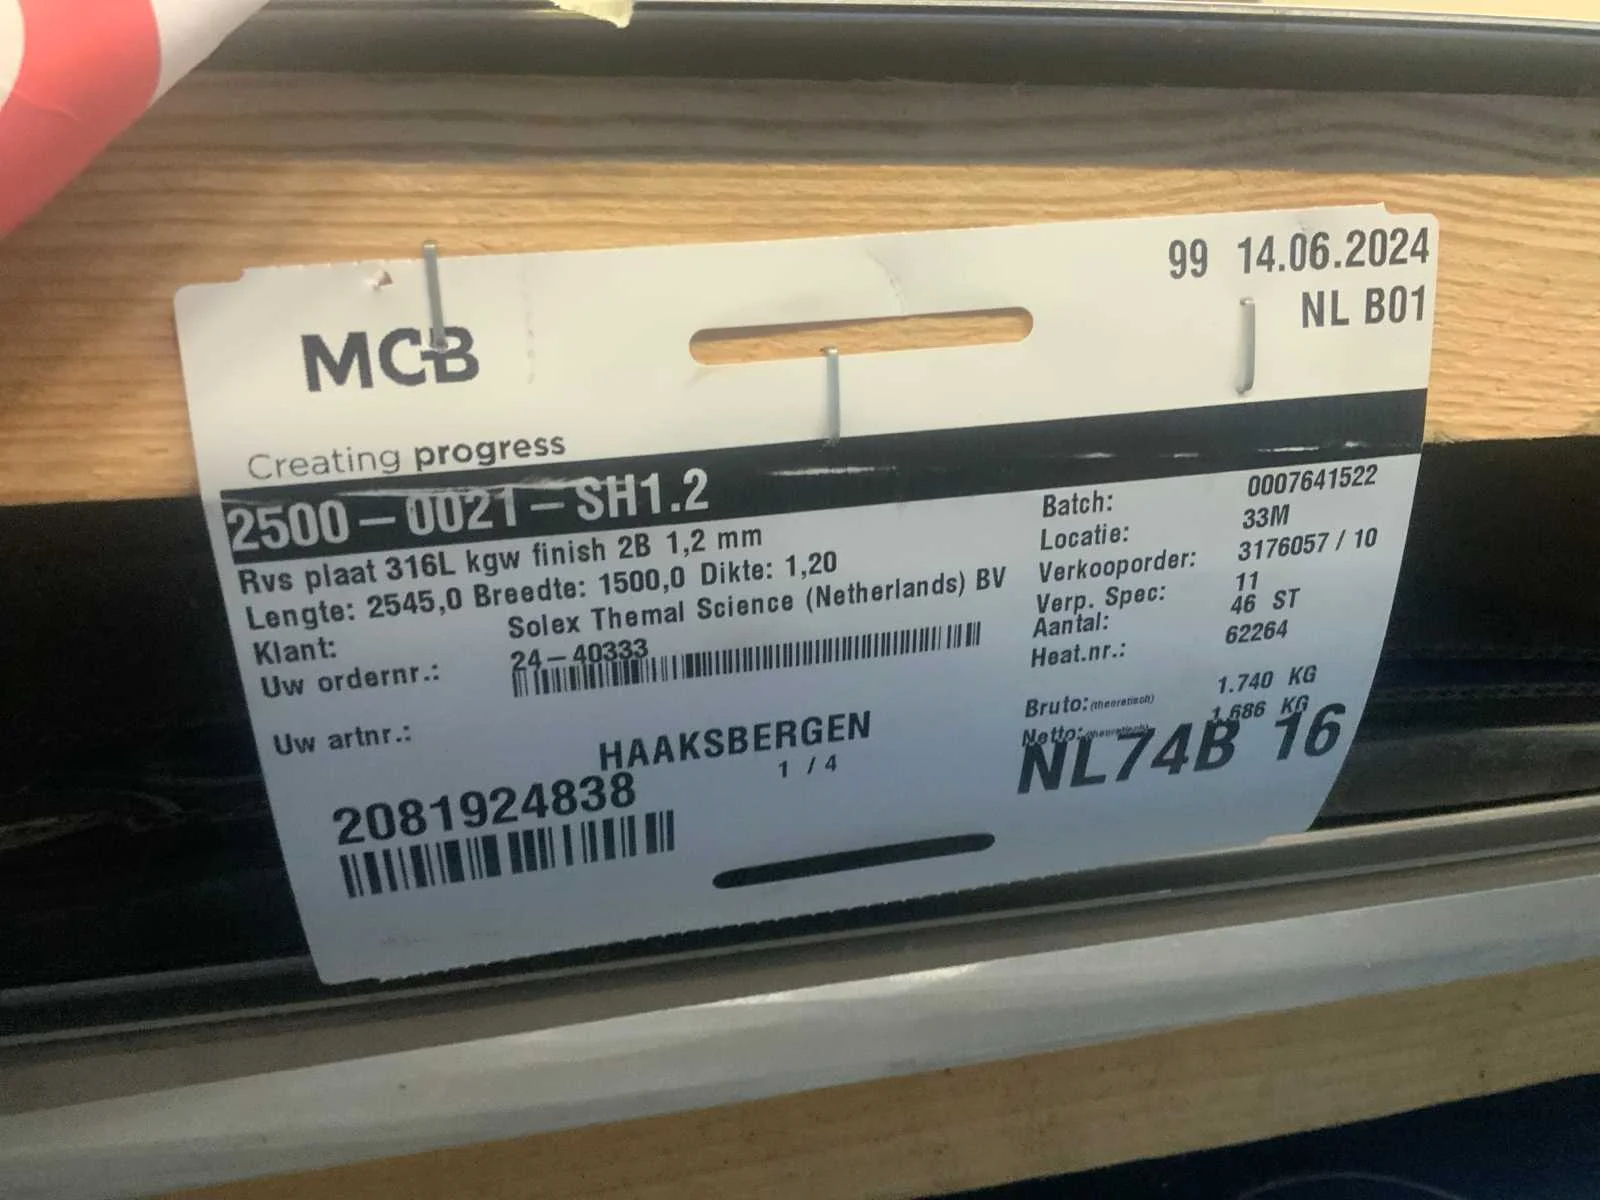 99 14.06.2024
NL B01
MCB
Creating progress
2500-0021-SH1.2
Rvs plaat 316L kgw finish 2B 1,2 mm
Lengte: 2545,0 Breedte: 1500,0 Dikte: 1,20
Klant: Solex Themal Science (Netherlands) BV
Uw ordernr.: 24-40333
Uw artnr.:
Batch: 0007641522
Locatie: 33M
Verkooporder: 3176057 / 10
Verp. Spec: 11
Aantal: 46 ST
Heat.nr.: 62264
Bruto:(theoretisch) 1.740 KG
Netto:(theoretisch) 1.686 KG
HAAKSBERGEN
1 / 4
NL74B 16
2081924838